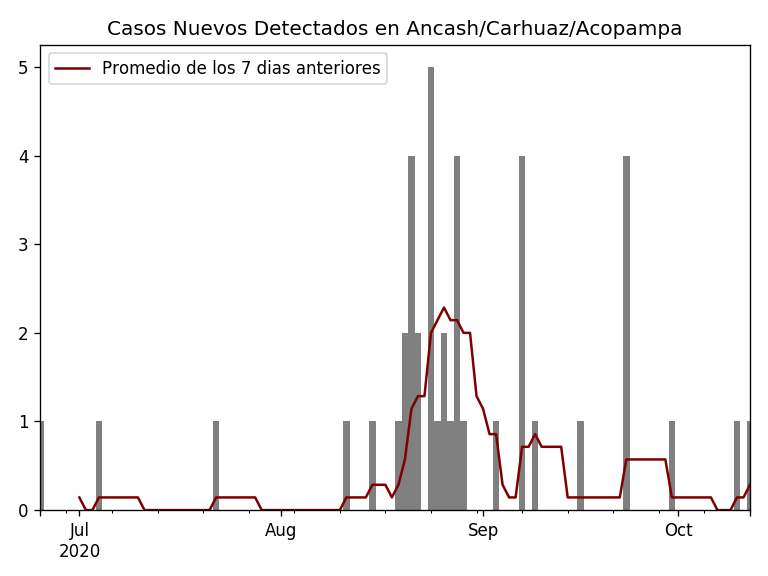 Casos Nuevos Detectados en Ancash/Carhuaz/Acopampa
Promedio de los 7 dias anteriores
5
4
3
2
1
0
Jul Aug Sep Oct
2020